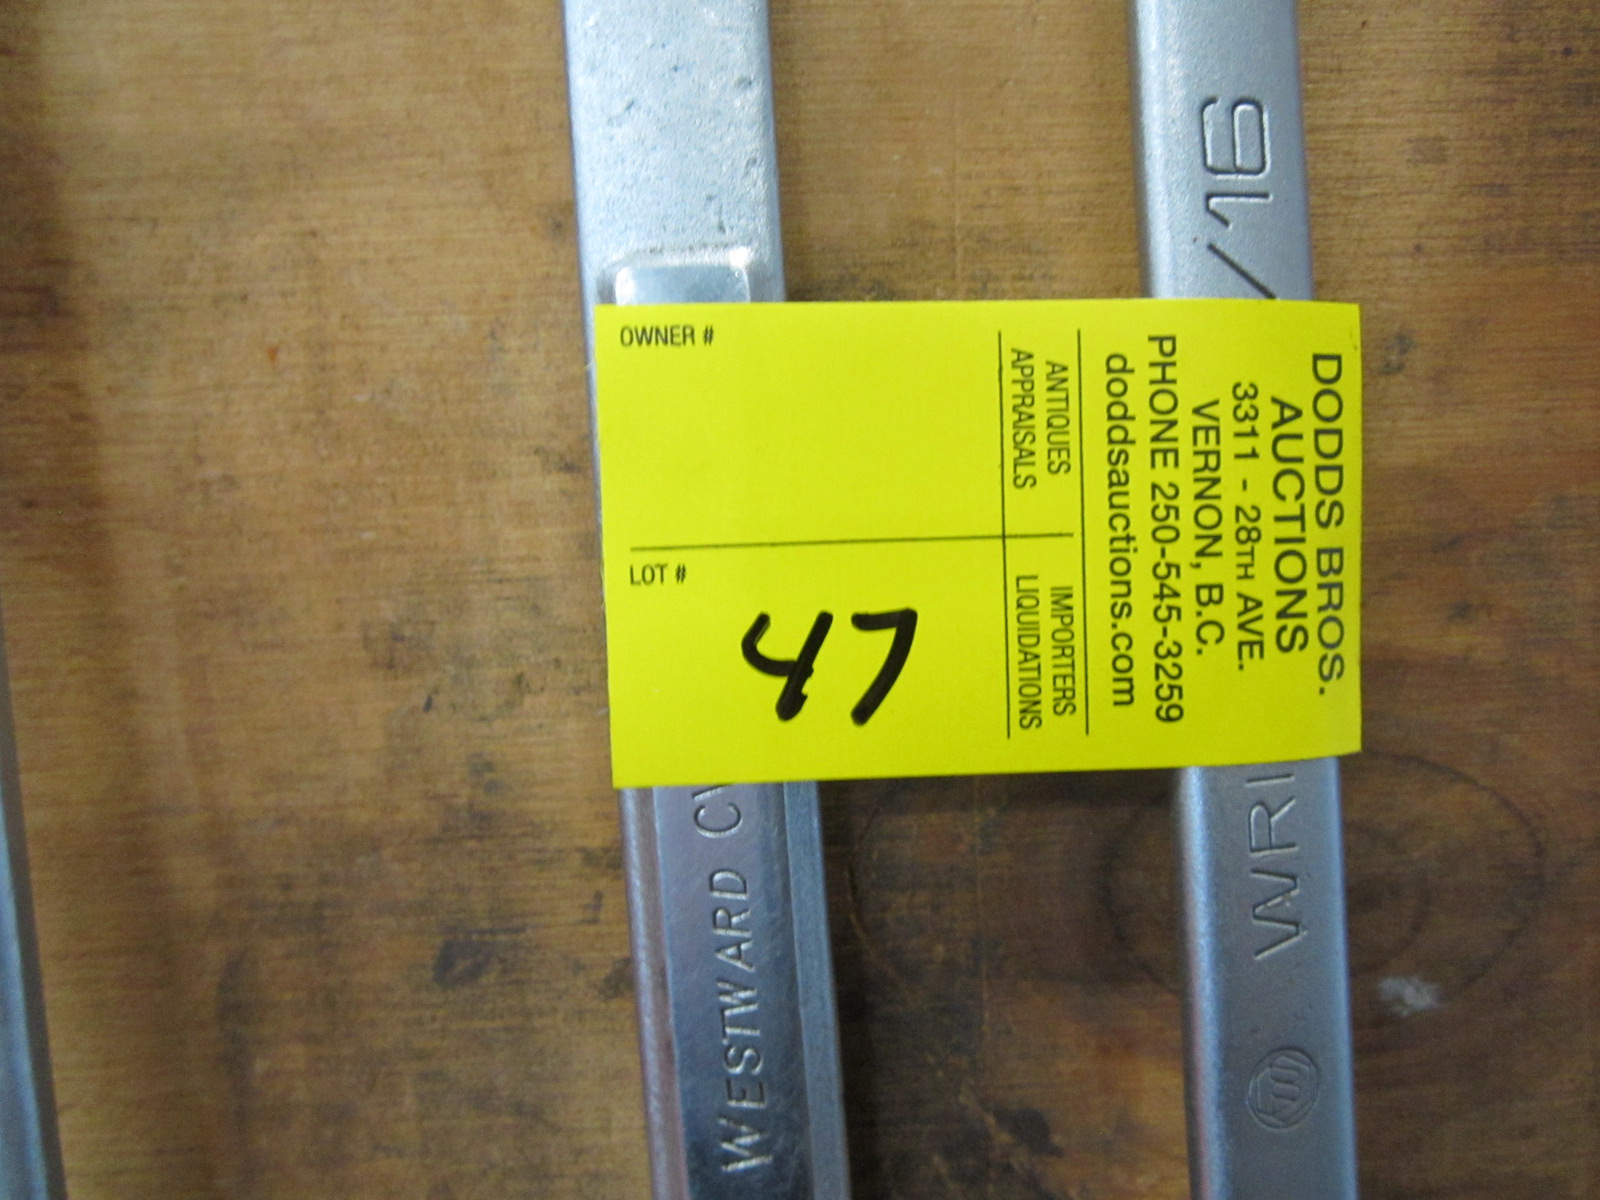 DODDS BROS.
AUCTIONS
3311 - 28TH AVE.
VERNON, B.C.
PHONE 250-545-3259
doddsauctions.com
ANTIQUES
APPRAISALS
IMPORTERS
LIQUIDATIONS
OWNER #
LOT #
47
WESTWARD
WRI